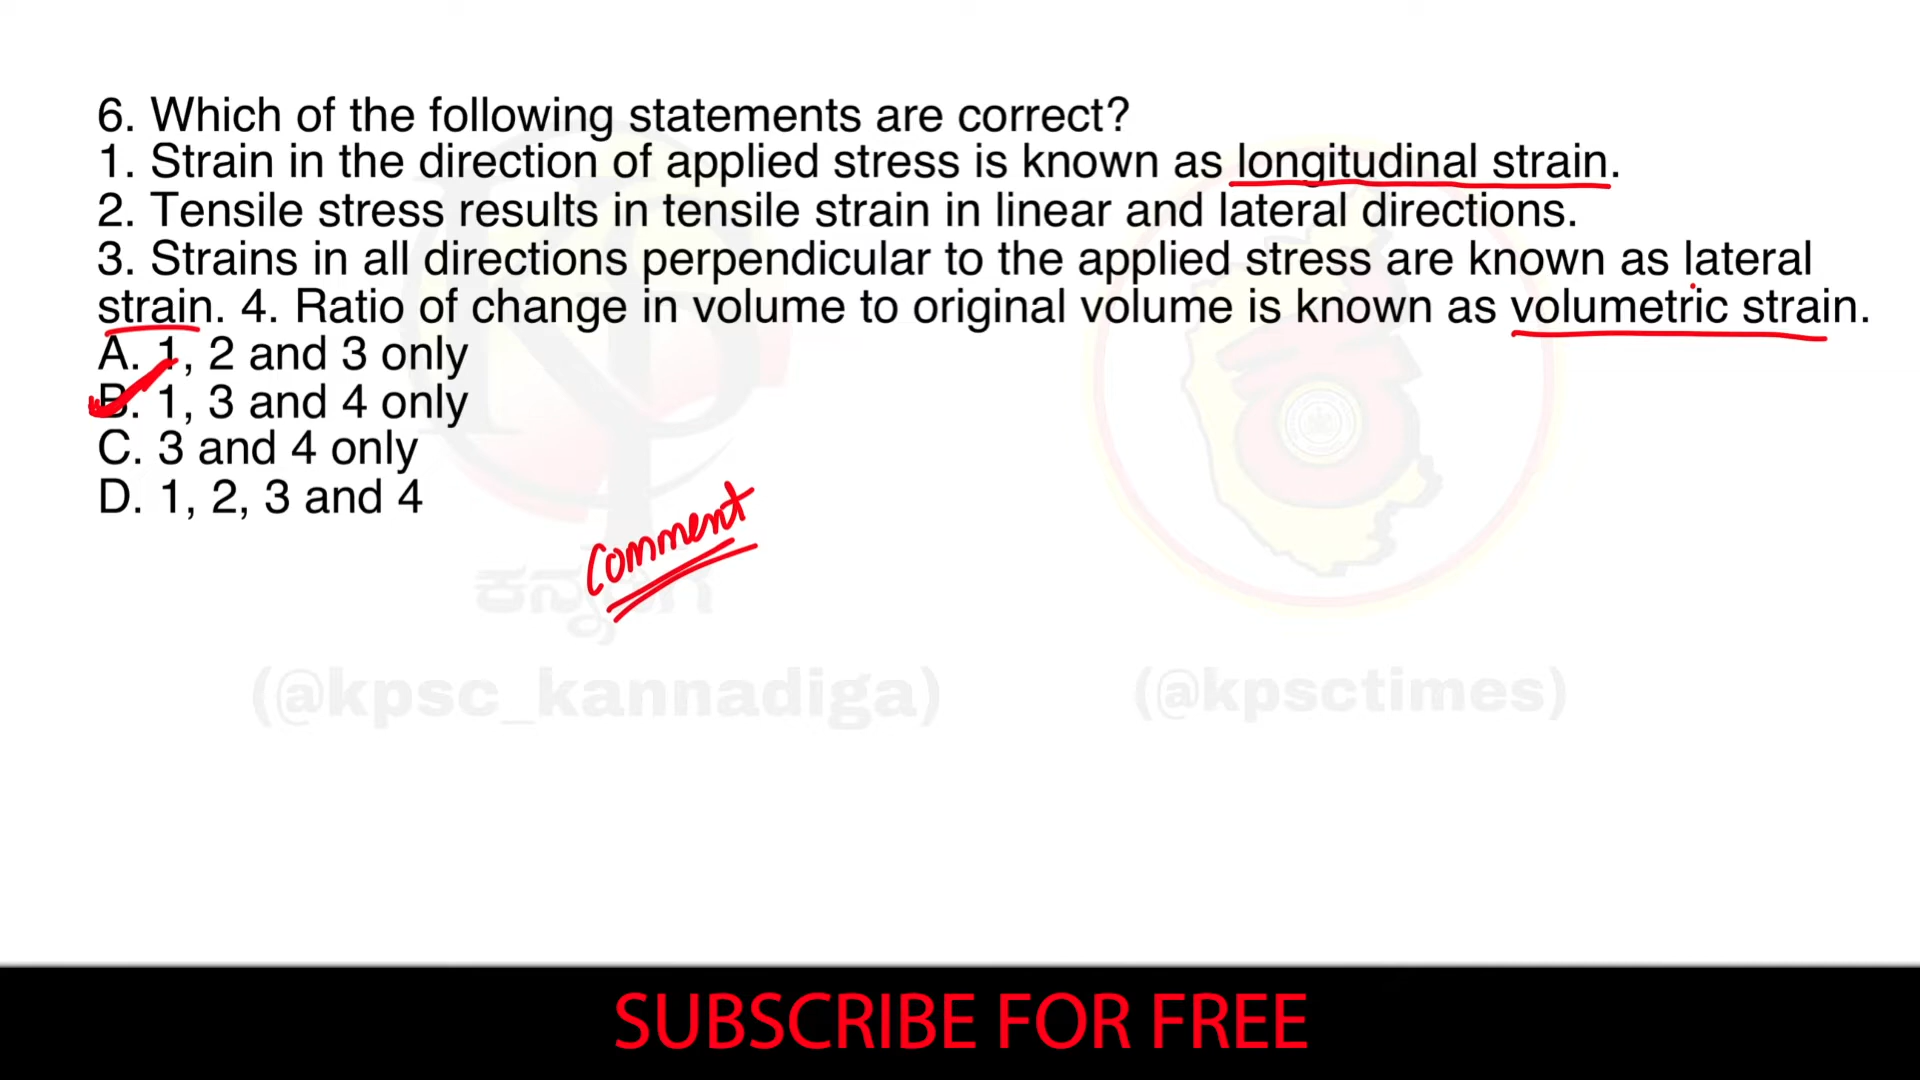 6. Which of the following statements are correct?
1. Strain in the direction of applied stress is known as longitudinal strain.
2. Tensile stress results in tensile strain in linear and lateral directions.
3. Strains in all directions perpendicular to the applied stress are known as lateral
strain. 4. Ratio of change in volume to original volume is known as volumetric strain.
A. 1, 2 and 3 only
B. 1, 3 and 4 only
C. 3 and 4 only
D. 1, 2, 3 and 4
Comment
(@kpsc_kannadiga)
(@kpsctimes)
SUBSCRIBE FOR FREE